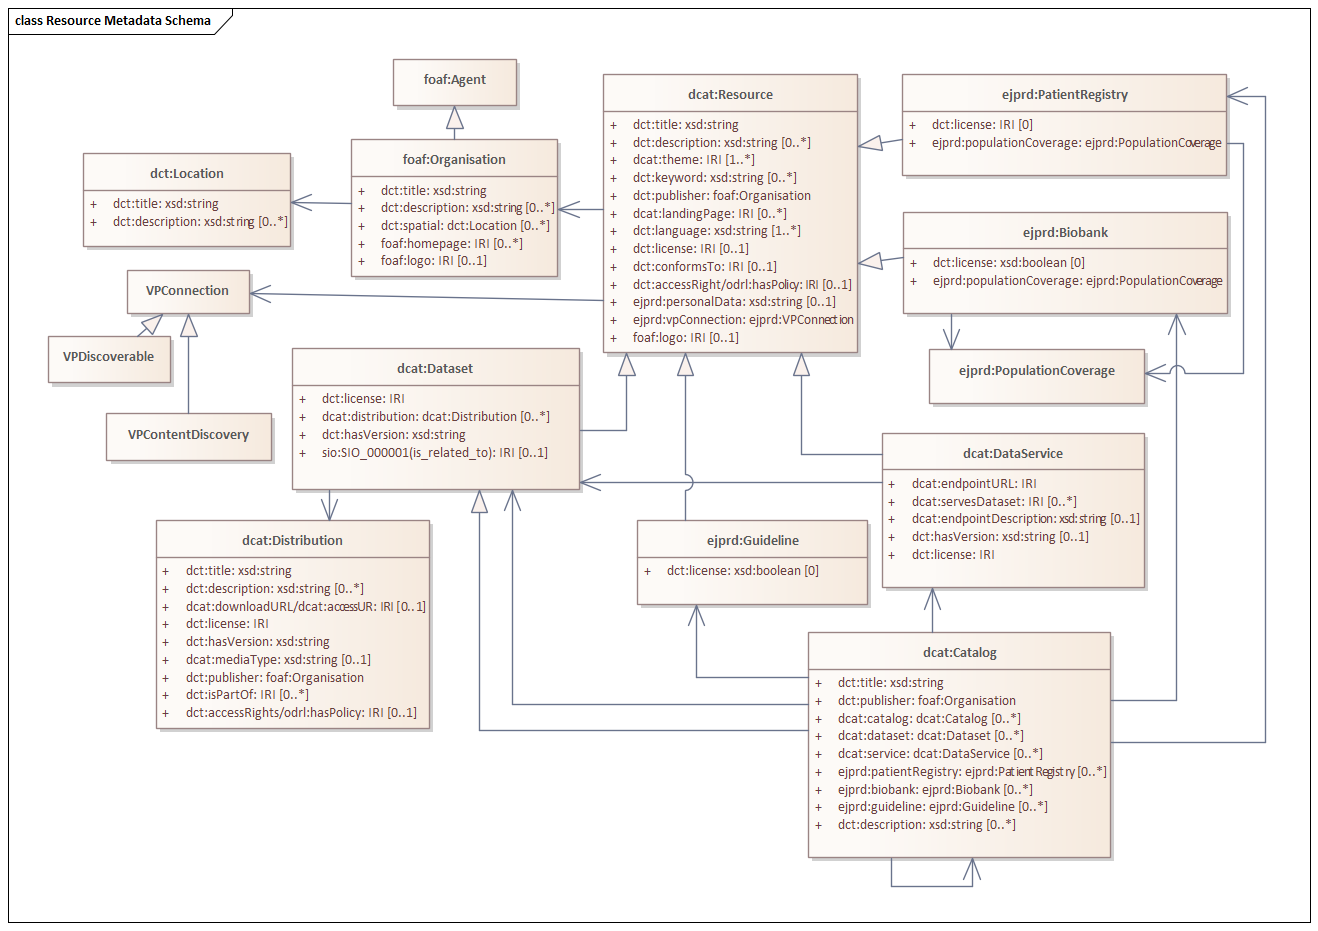 class Resource Metadata Schema
foaf:Agent
foaf:Organisation
+ dct:title: xsd:string
+ dct:description: xsd:string [0..*]
+ dct:spatial: dct:Location [0..*]
+ foaf:homepage: IRI [0..*]
+ foaf:logo: IRI [0..1]
dct:Location
+ dct:title: xsd:string
+ dct:description: xsd:string [0..*]
VPConnection
VPDiscoverable
VPContentDiscovery
dcat:Resource
+ dct:title: xsd:string
+ dct:description: xsd:string [0..*]
+ dcat:theme: IRI [1..*]
+ dct:keyword: xsd:string [0..*]
+ dct:publisher: foaf:Organisation
+ dcat:landingPage: IRI [0..*]
+ dct:language: xsd:string [1..*]
+ dct:license: IRI [0..1]
+ dct:conformsTo: IRI [0..1]
+ dct:accessRight/odrl:hasPolicy: IRI [0..1]
+ ejprd:personalData: xsd:string [0..1]
+ ejprd:vpConnection: ejprd:VPConnection
+ foaf:logo: IRI [0..1]
ejprd:PatientRegistry
+ dct:license: IRI [0]
+ ejprd:populationCoverage: ejprd:PopulationCoverage
ejprd:Biobank
+ dct:license: xsd:boolean [0]
+ ejprd:populationCoverage: ejprd:PopulationCoverage
ejprd:PopulationCoverage
dcat:Dataset
+ dct:license: IRI
+ dcat:distribution: dcat:Distribution [0..*]
+ dct:hasVersion: xsd:string
+ sio:SIO_000001(is_related_to): IRI [0..1]
dcat:DataService
+ dcat:endpointURL: IRI
+ dcat:servesDataset: IRI [0..*]
+ dcat:endpointDescription: xsd:string [0..1]
+ dct:hasVersion: xsd:string [0..1]
+ dct:license: IRI
dcat:Distribution
+ dct:title: xsd:string
+ dct:description: xsd:string [0..*]
+ dcat:downloadURL/dcat:accessUR: IRI [0..1]
+ dct:license: IRI
+ dct:hasVersion: xsd:string
+ dcat:mediaType: xsd:string [0..1]
+ dct:publisher: foaf:Organisation
+ dct:isPartOf: IRI [0..*]
+ dct:accessRights/odrl:hasPolicy: IRI [0..1]
ejprd:Guideline
+ dct:license: xsd:boolean [0]
dcat:Catalog
+ dct:title: xsd:string
+ dct:publisher: foaf:Organisation
+ dcat:catalog: dcat:Catalog [0..*]
+ dcat:dataset: dcat:Dataset [0..*]
+ dcat:service: dcat:DataService [0..*]
+ ejprd:patientRegistry: ejprd:PatientRegistry [0..*]
+ ejprd:biobank: ejprd:Biobank [0..*]
+ ejprd:guideline: ejprd:Guideline [0..*]
+ dct:description: xsd:string [0..*]